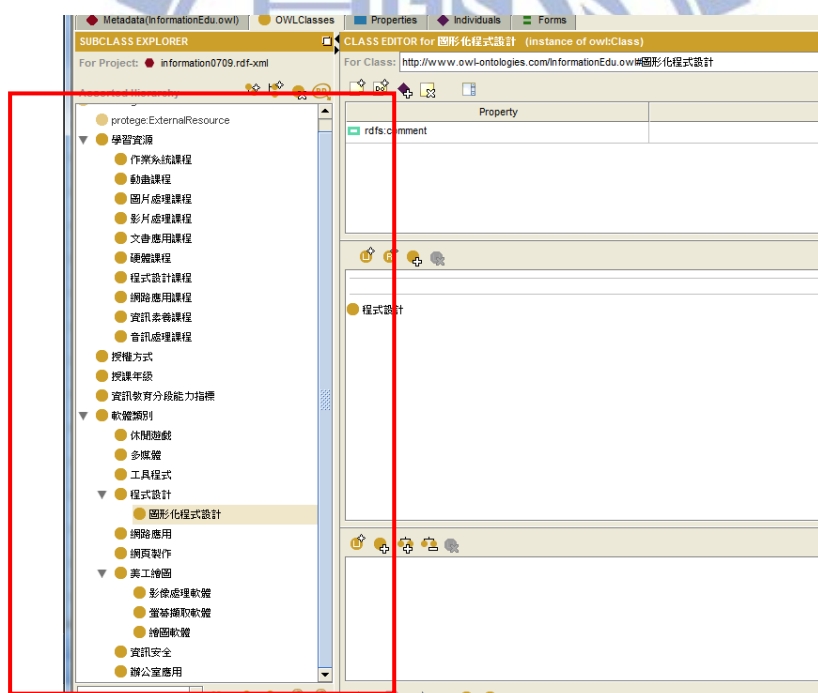 Metadata(InformationEdu.owl) OWLClasses Properties Individuals Forms
SUBCLASS EXPLORER
CLASS EDITOR for 圖形化程式設計 (instance of owl:Class)
For Project: information0709.rdf-xml
For Class: http://www.owl-ontologies.com/InformationEdu.owl#圖形化程式設計
Asserted Hierarchy
Property
protege:ExternalResource
rdfs:comment
學習資源
作業系統課程
動畫課程
圖片處理課程
影片處理課程
文書應用課程
硬體課程
程式設計課程
網路應用課程
資訊素養課程
音訊處理課程
授權方式
授課年級
資訊教育分段能力指標
軟體類別
休閒遊戲
多媒體
工具程式
程式設計
圖形化程式設計
網路應用
網頁製作
美工繪圖
影像處理軟體
螢幕擷取軟體
繪圖軟體
資訊安全
辦公室應用
程式設計